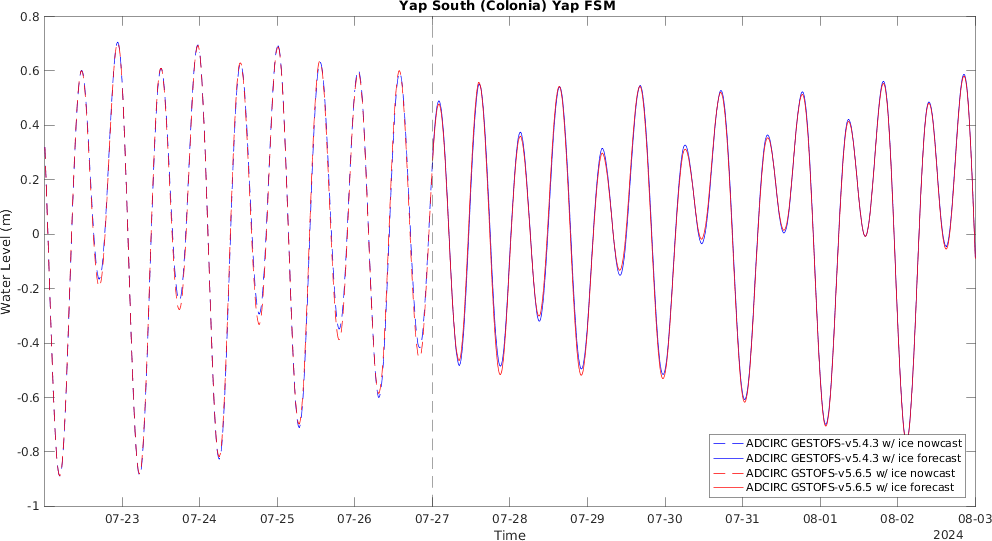 Yap South (Colonia) Yap FSM
0.8
0.6
0.4
0.2
0
-0.2
-0.4
-0.6
-0.8
-1
Water Level (m)
ADCIRC GESTOFS-v5.4.3 w/ ice nowcast
ADCIRC GESTOFS-v5.4.3 w/ ice forecast
ADCIRC GSTOFS-v5.6.5 w/ ice nowcast
ADCIRC GSTOFS-v5.6.5 w/ ice forecast
07-23 07-24 07-25 07-26 07-27 07-28 07-29 07-30 07-31 08-01 08-02 08-03
Time
2024